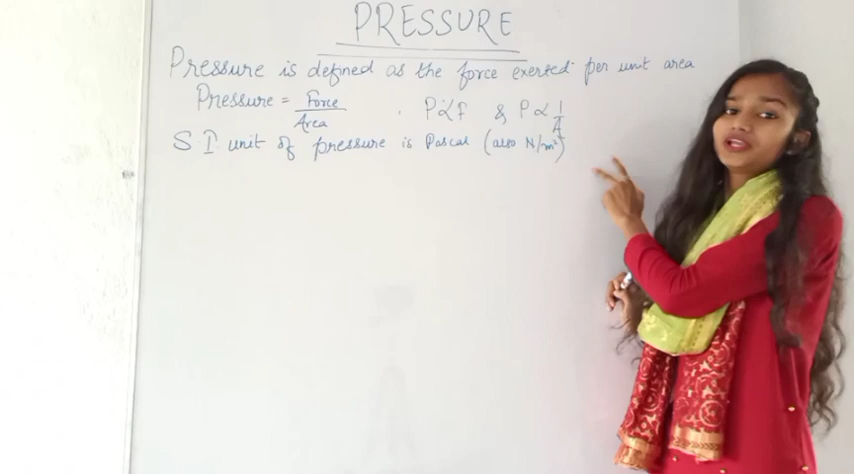 PRESSURE
Pressure is defined as the force exerted per unit area
Pressure = Force/Area , P∝F & P∝1/A
S.I. unit of pressure is Pascal (also N/m²)